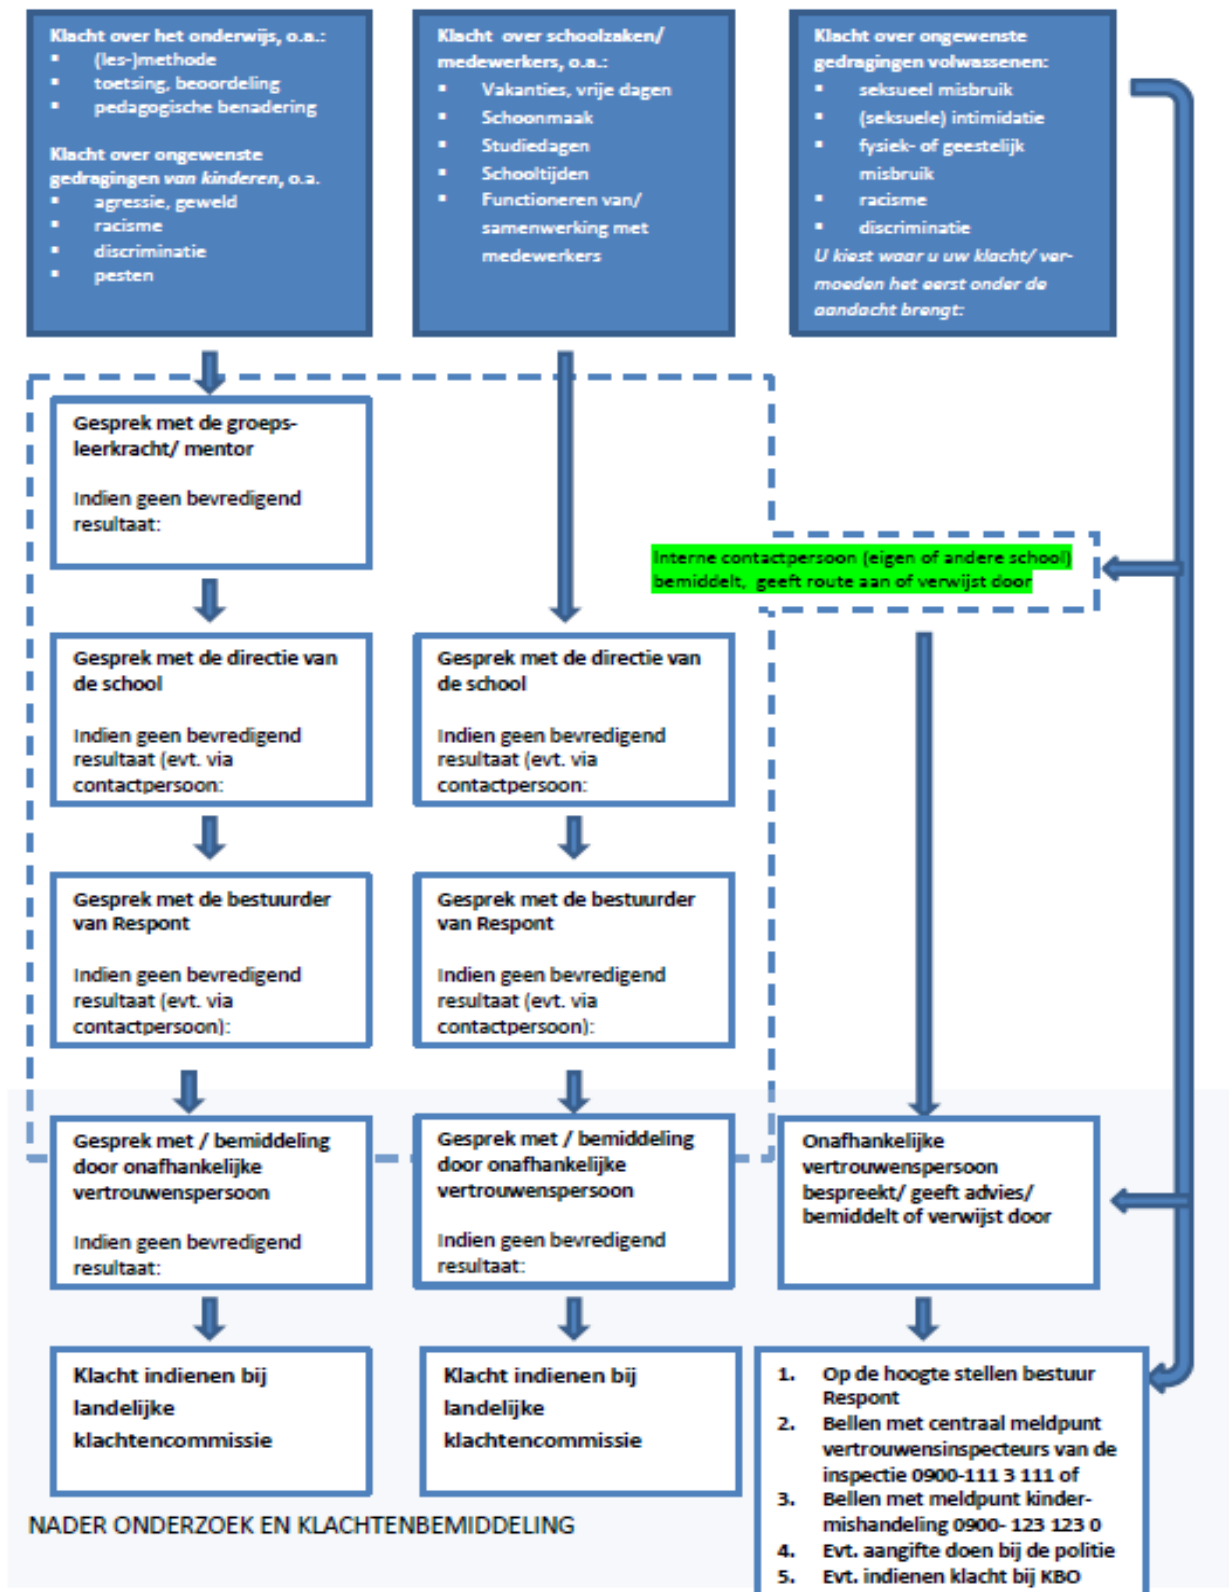 Klacht over het onderwijs, o.a.:
▪ (les-)methode
▪ toetsing, beoordeling
▪ pedagogische benadering
Klacht over ongewenste
gedragingen van kinderen, o.a.
▪ agressie, geweld
▪ racisme
▪ discriminatie
▪ pesten
Klacht over schoolzaken/
medewerkers, o.a.:
▪ Vakanties, vrije dagen
▪ Schoonmaak
▪ Studiedagen
▪ Schooltijden
▪ Functioneren van/
samenwerking met
medewerkers
Klacht over ongewenste
gedragingen volwassenen:
▪ seksueel misbruik
▪ (seksuele) intimidatie
▪ fysiek- of geestelijk
misbruik
▪ racisme
▪ discriminatie
U kiest waar u uw klacht/ ver-
moeden het eerst onder de
aandacht brengt:
Gesprek met de groeps-
leerkracht/ mentor
Indien geen bevredigend
resultaat:
Interne contactpersoon (eigen of andere school)
bemiddelt, geeft route aan of verwijst door
Gesprek met de directie van
de school
Indien geen bevredigend
resultaat (evt. via
contactpersoon:
Gesprek met de directie van
de school
Indien geen bevredigend
resultaat (evt. via
contactpersoon:
Gesprek met de bestuurder
van Respont
Indien geen bevredigend
resultaat (evt. via
contactpersoon):
Gesprek met de bestuurder
van Respont
Indien geen bevredigend
resultaat (evt. via
contactpersoon):
Gesprek met / bemiddeling
door onafhankelijke
vertrouwenspersoon
Indien geen bevredigend
resultaat:
Gesprek met / bemiddeling
door onafhankelijke
vertrouwenspersoon
Indien geen bevredigend
resultaat:
Onafhankelijke
vertrouwenspersoon
bespreekt/ geeft advies/
bemiddelt of verwijst door
Klacht indienen bij
landelijke
klachtencommissie
Klacht indienen bij
landelijke
klachtencommissie
1. Op de hoogte stellen bestuur
Respont
2. Bellen met centraal meldpunt
vertrouwensinspecteurs van de
inspectie 0900-111 3 111 of
3. Bellen met meldpunt kinder-
mishandeling 0900- 123 123 0
4. Evt. aangifte doen bij de politie
5. Evt. indienen klacht bij KBO
NADER ONDERZOEK EN KLACHTENBEMIDDELING